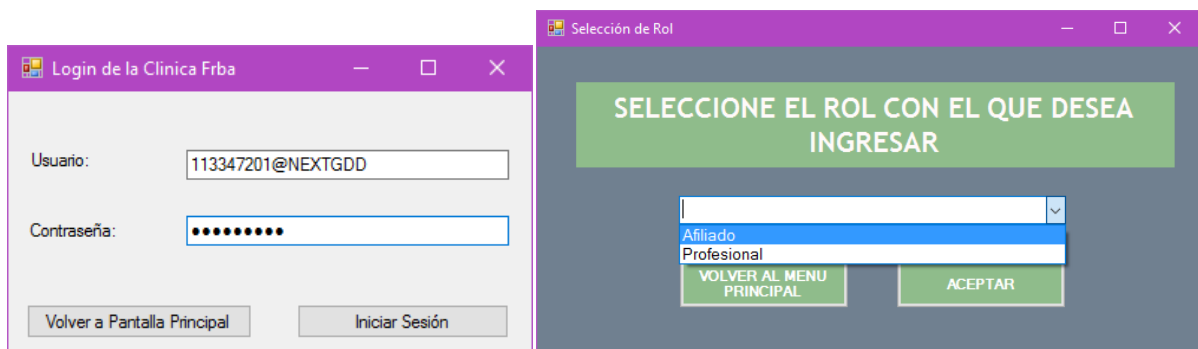 Login de la Clinica Frba
Usuario:
113347201@NEXTGDD
Contraseña:
●●●●●●●●●
Volver a Pantalla Principal
Iniciar Sesión
Selección de Rol
SELECCIONE EL ROL CON EL QUE DESEA
INGRESAR
Afiliado
Profesional
VOLVER AL MENU
PRINCIPAL
ACEPTAR